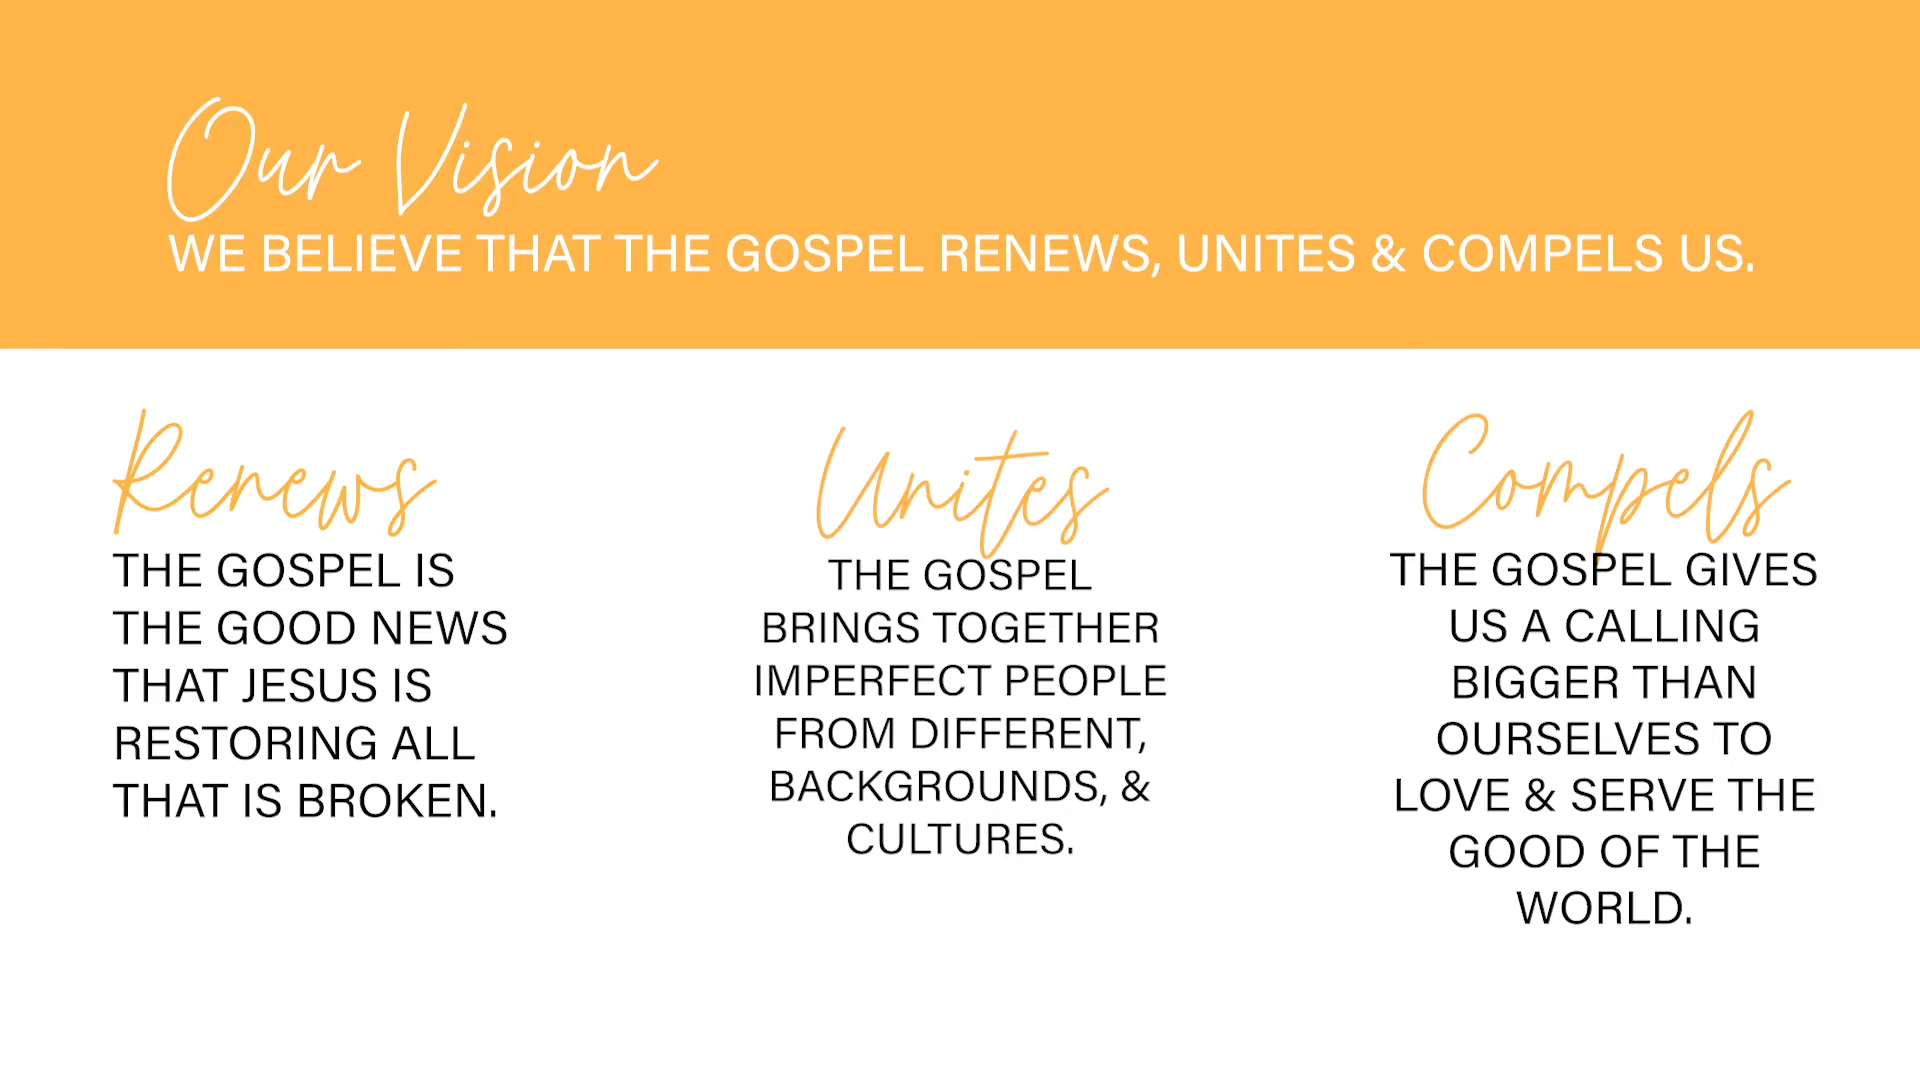 Our Vision
WE BELIEVE THAT THE GOSPEL RENEWS, UNITES & COMPELS US.
Renews
THE GOSPEL IS
THE GOOD NEWS
THAT JESUS IS
RESTORING ALL
THAT IS BROKEN.
Unites
THE GOSPEL
BRINGS TOGETHER
IMPERFECT PEOPLE
FROM DIFFERENT,
BACKGROUNDS, &
CULTURES.
Compels
THE GOSPEL GIVES
US A CALLING
BIGGER THAN
OURSELVES TO
LOVE & SERVE THE
GOOD OF THE
WORLD.